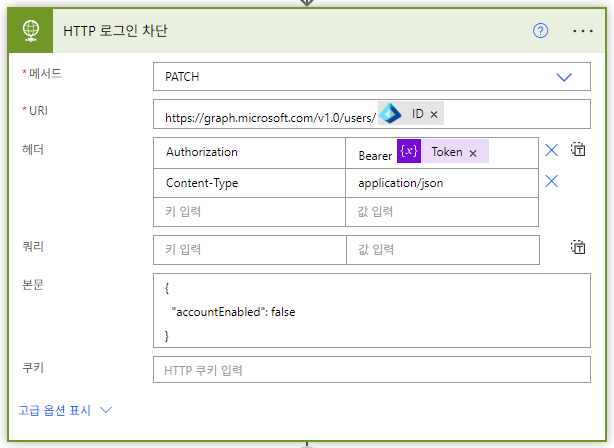 HTTP 로그인 차단
* 메서드
PATCH
* URI
https://graph.microsoft.com/v1.0/users/ ID ×
헤더
Authorization
Bearer {x} Token ×
Content-Type
application/json
키 입력
값 입력
쿼리
키 입력
값 입력
본문
{
"accountEnabled": false
}
쿠키
HTTP 쿠키 입력
고급 옵션 표시